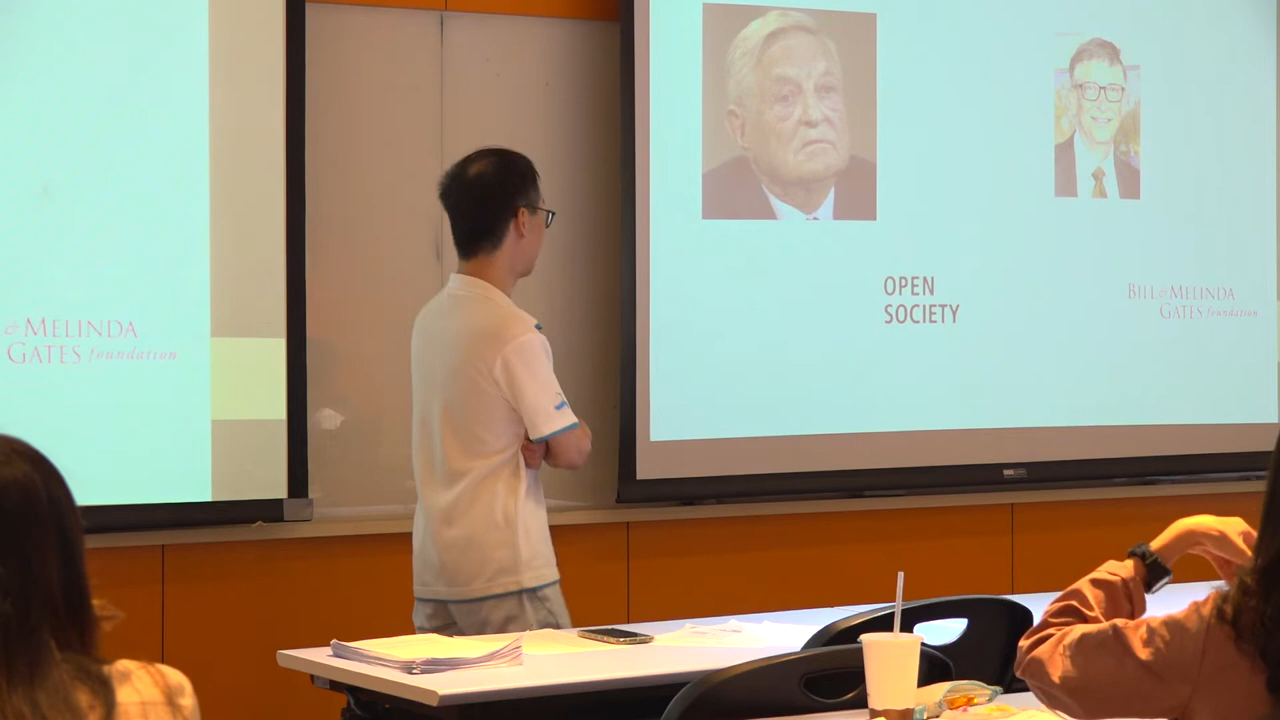 & MELINDA
GATES foundation
OPEN
SOCIETY
BILL & MELINDA
GATES foundation